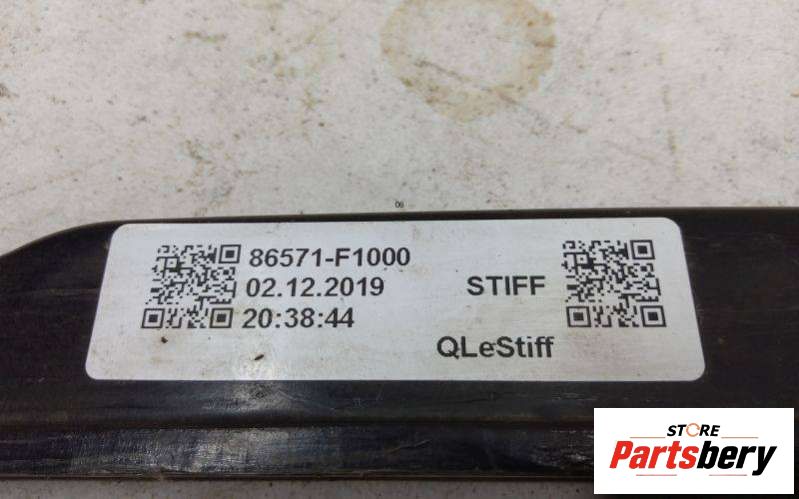 86571-F1000
02.12.2019 STIFF
20:38:44
QLeStiff
STORE
Partsbery